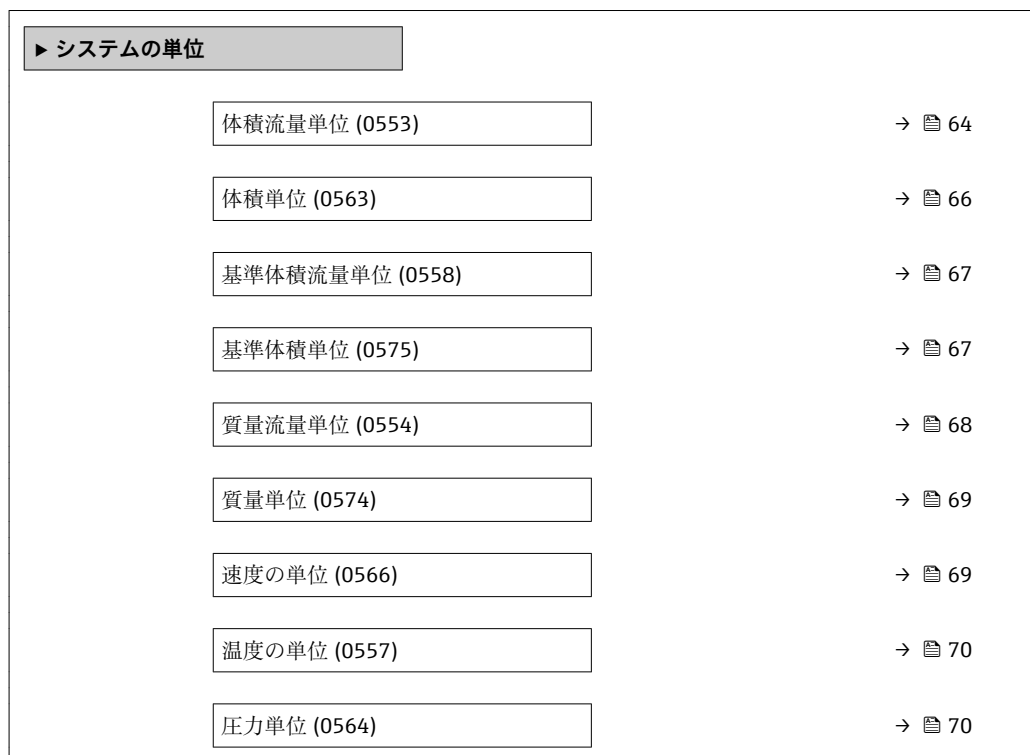 ▶ システムの単位
体積流量単位 (0553) → 64
体積単位 (0563) → 66
基準体積流量単位 (0558) → 67
基準体積単位 (0575) → 67
質量流量単位 (0554) → 68
質量単位 (0574) → 69
速度の単位 (0566) → 69
温度の単位 (0557) → 70
圧力単位 (0564) → 70